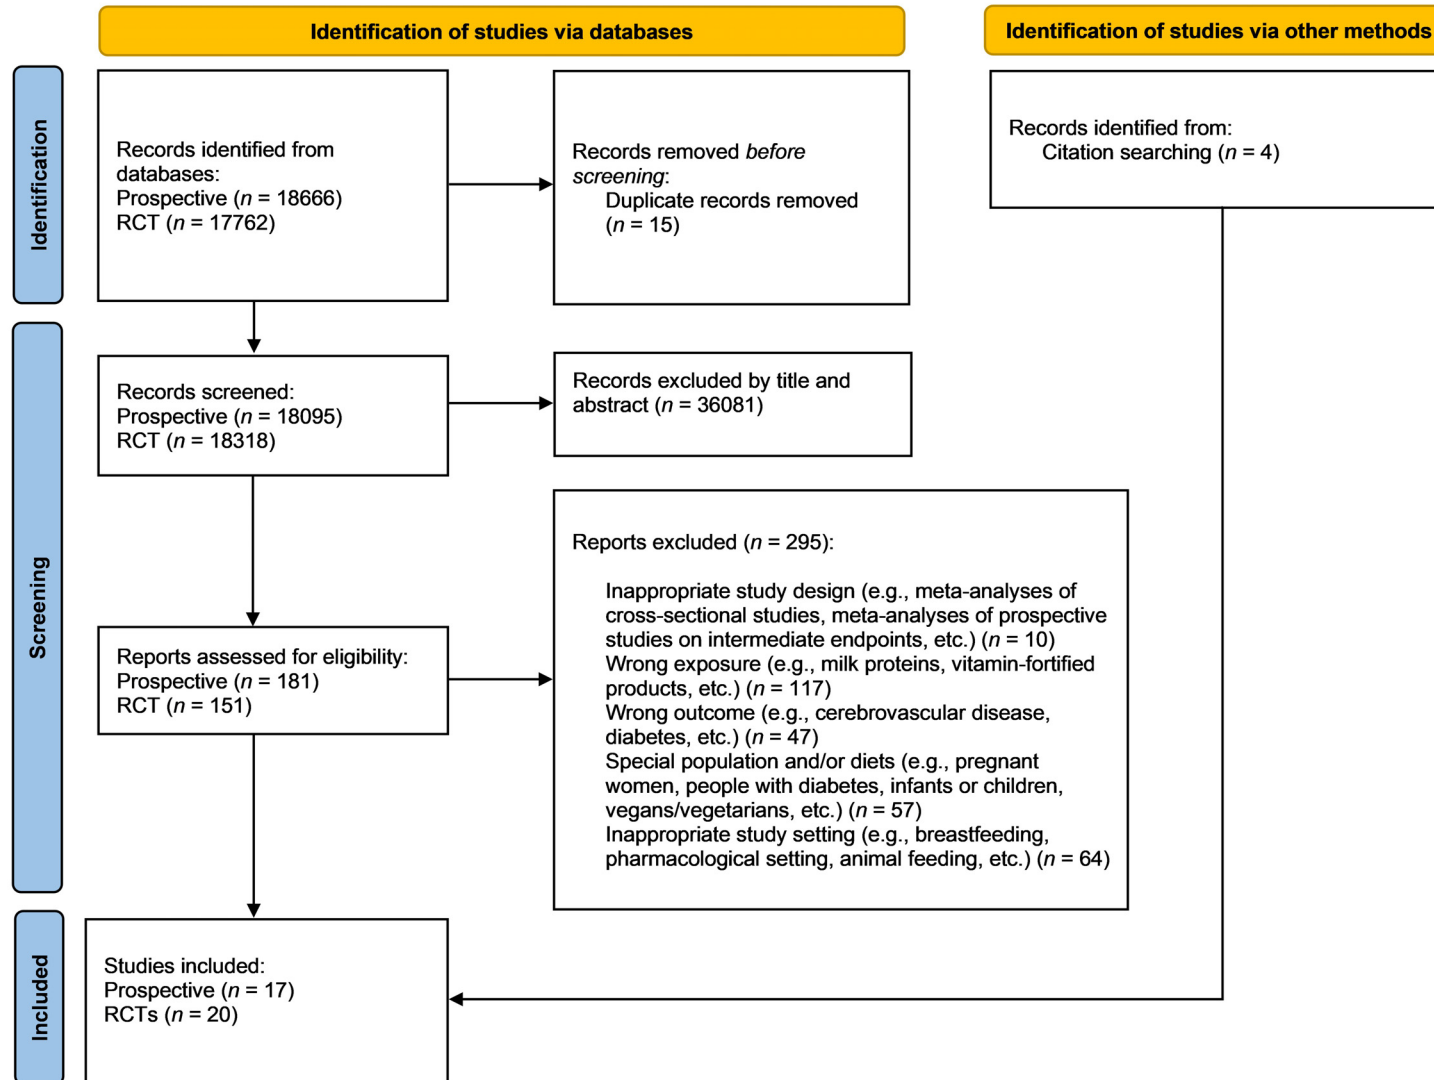 Identification of studies via databases
Identification of studies via other methods
Identification
Records identified from
databases:
Prospective (n = 18666)
RCT (n = 17762)
Records removed before
screening:
Duplicate records removed
(n = 15)
Records identified from:
Citation searching (n = 4)
Screening
Records screened:
Prospective (n = 18095)
RCT (n = 18318)
Records excluded by title and
abstract (n = 36081)
Reports assessed for eligibility:
Prospective (n = 181)
RCT (n = 151)
Reports excluded (n = 295):
Inappropriate study design (e.g., meta-analyses of
cross-sectional studies, meta-analyses of prospective
studies on intermediate endpoints, etc.) (n = 10)
Wrong exposure (e.g., milk proteins, vitamin-fortified
products, etc.) (n = 117)
Wrong outcome (e.g., cerebrovascular disease,
diabetes, etc.) (n = 47)
Special population and/or diets (e.g., pregnant
women, people with diabetes, infants or children,
vegans/vegetarians, etc.) (n = 57)
Inappropriate study setting (e.g., breastfeeding,
pharmacological setting, animal feeding, etc.) (n = 64)
Included
Studies included:
Prospective (n = 17)
RCTs (n = 20)